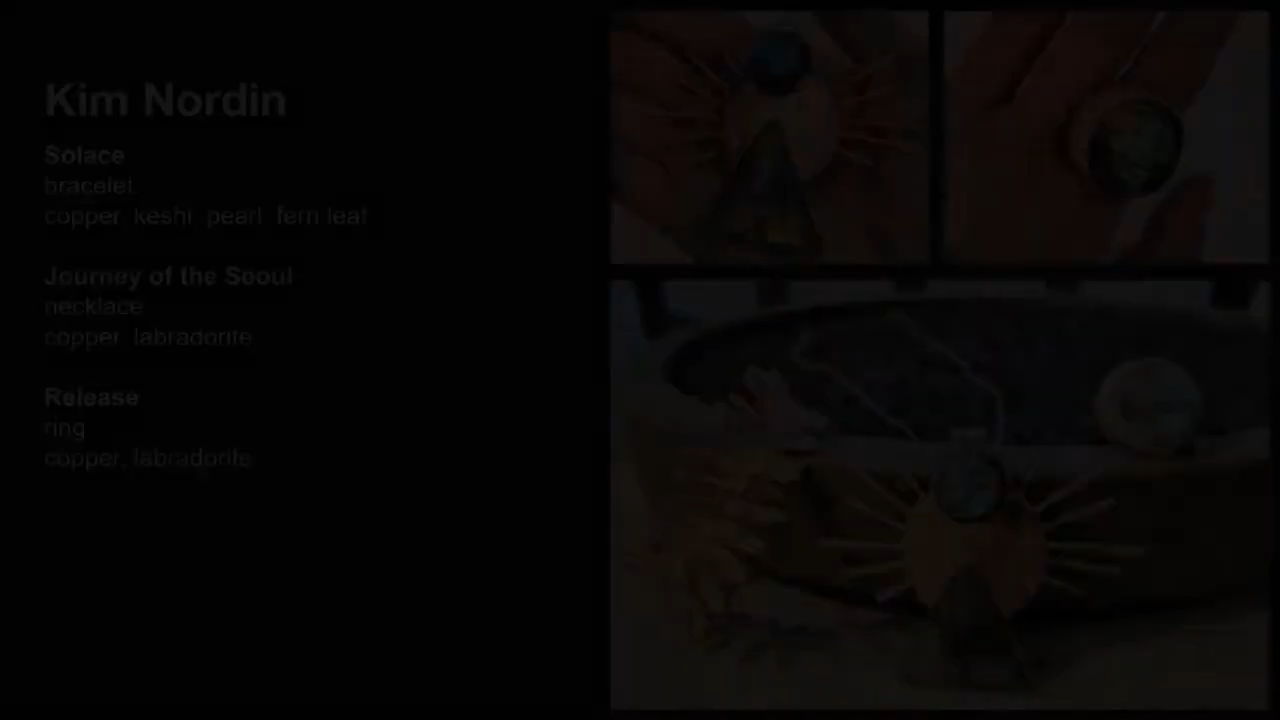 Kim Nordin
Solace
bracelet
copper, keshi, pearl, fern leaf
Journey of the Seoul
necklace
copper, labradorite
Release
ring
copper, labradorite